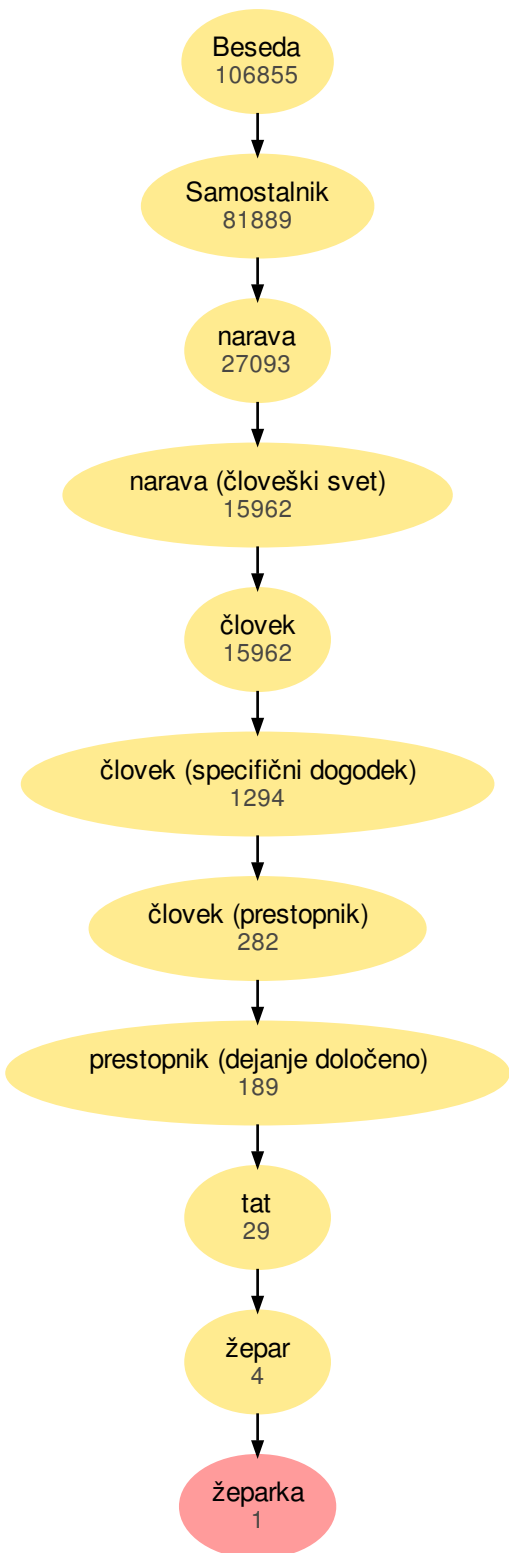 Beseda
106855
Samostalnik
81889
narava
27093
narava (človeški svet)
15962
človek
15962
človek (specifični dogodek)
1294
človek (prestopnik)
282
prestopnik (dejanje določeno)
189
tat
29
žepar
4
žeparka
1